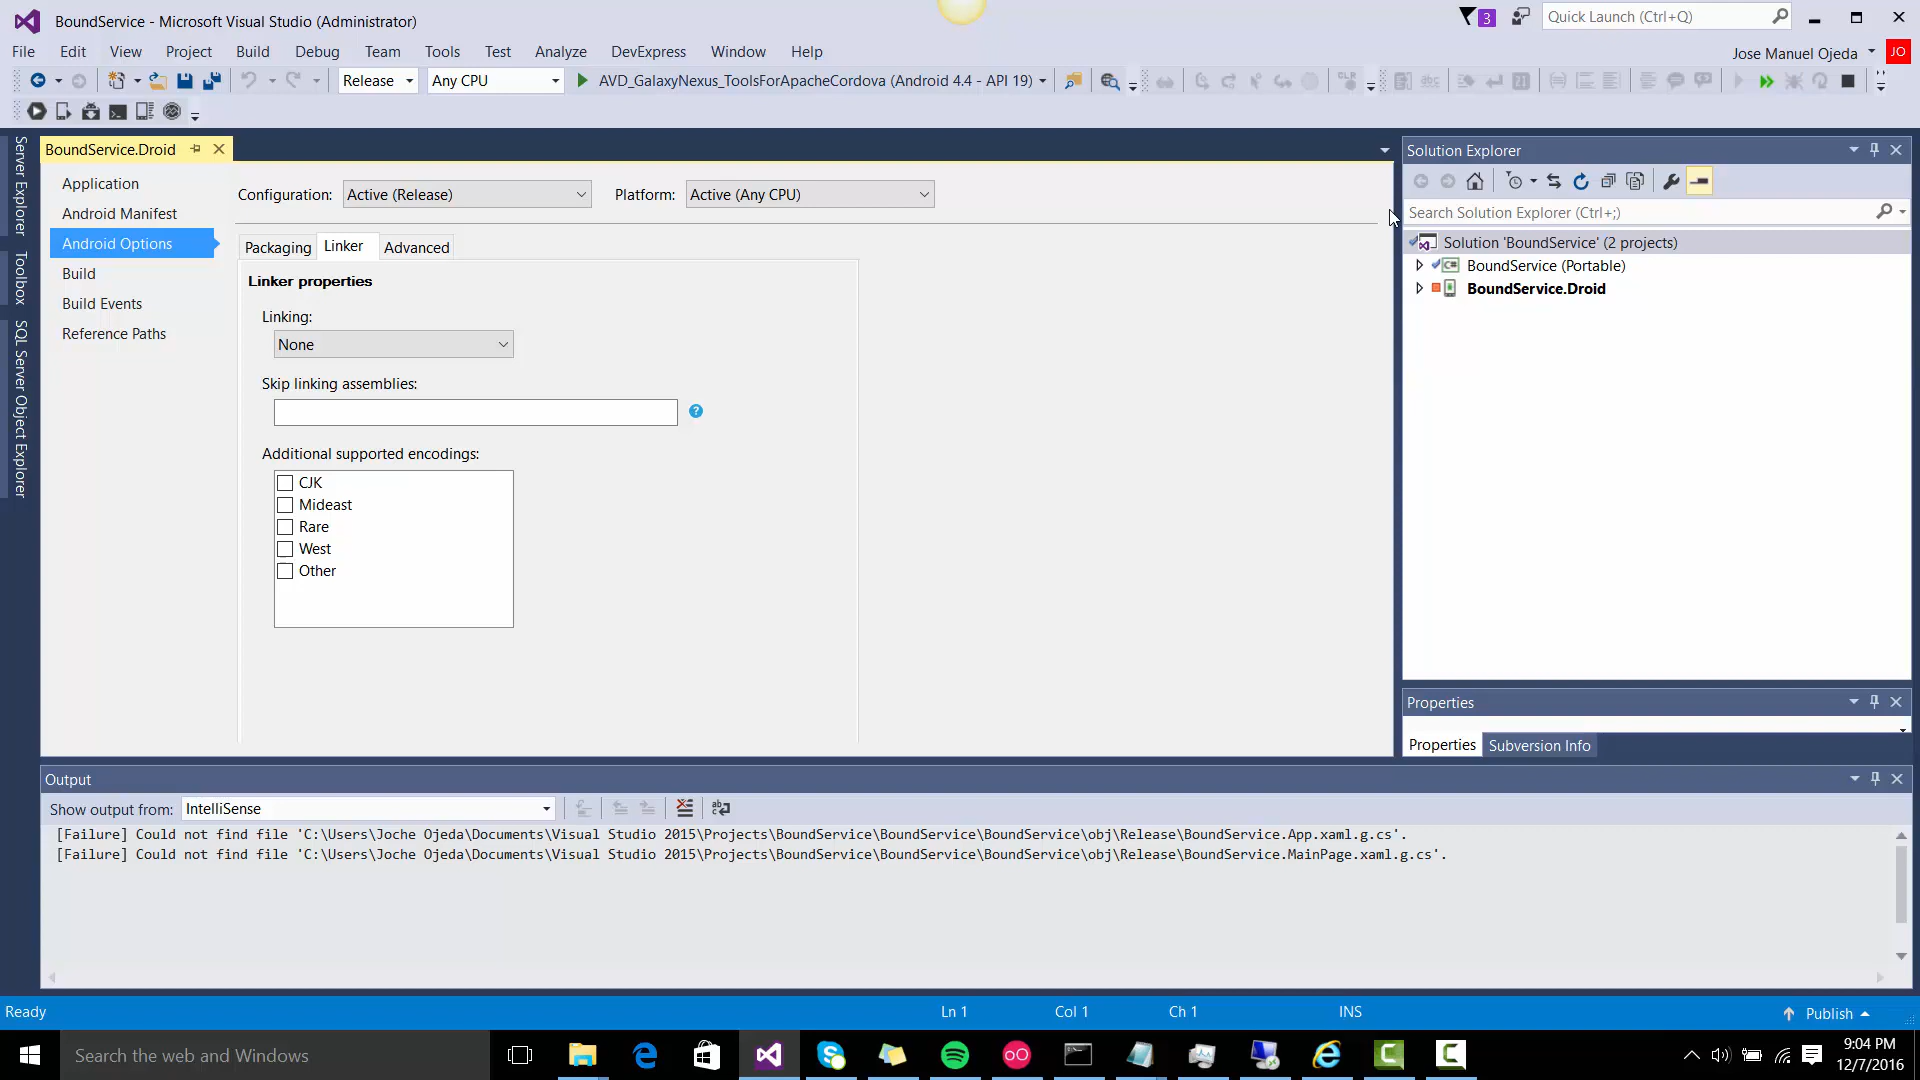 BoundService - Microsoft Visual Studio (Administrator)
3
Quick Launch (Ctrl+Q)
File Edit View Project Build Debug Team Tools Test Analyze DevExpress Window Help
Jose Manuel Ojeda JO
Release Any CPU AVD_GalaxyNexus_ToolsForApacheCordova (Android 4.4 - API 19)
Server Explorer
Toolbox
SQL Server Object Explorer
BoundService.Droid
Application
Android Manifest
Android Options
Build
Build Events
Reference Paths
Configuration: Active (Release) Platform: Active (Any CPU)
Packaging Linker Advanced
Linker properties
Linking:
None
Skip linking assemblies:
?
Additional supported encodings:
CJK
Mideast
Rare
West
Other
Solution Explorer
Search Solution Explorer (Ctrl+;)
Solution 'BoundService' (2 projects)
BoundService (Portable)
BoundService.Droid
Properties
Properties Subversion Info
Output
Show output from: IntelliSense
[Failure] Could not find file 'C:\Users\Joche Ojeda\Documents\Visual Studio 2015\Projects\BoundService\BoundService\BoundService\obj\Release\BoundService.App.xaml.g.cs'.
[Failure] Could not find file 'C:\Users\Joche Ojeda\Documents\Visual Studio 2015\Projects\BoundService\BoundService\BoundService\obj\Release\BoundService.MainPage.xaml.g.cs'.
Ready Ln 1 Col 1 Ch 1 INS Publish
Search the web and Windows
9:04 PM
12/7/2016